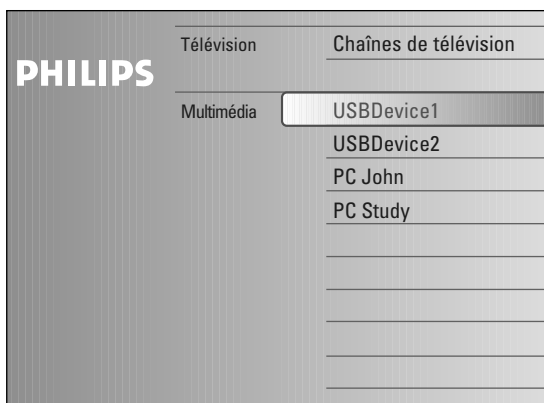 Télévision Chaînes de télévision
PHILIPS
Multimédia USBDevice1
USBDevice2
PC John
PC Study